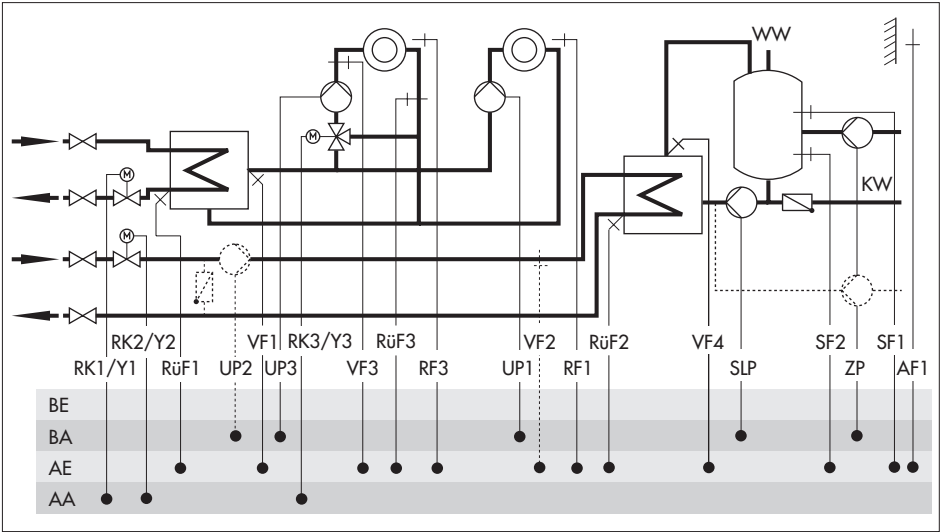 WW
M
M
KW
M
RK2/Y2 VF1 RK3/Y3 RüF3 VF2 RüF2 VF4 SF2 SF1
RK1/Y1 RüF1 UP2 UP3 VF3 RF3 UP1 RF1 SLP ZP AF1
BE
BA
AE
AA